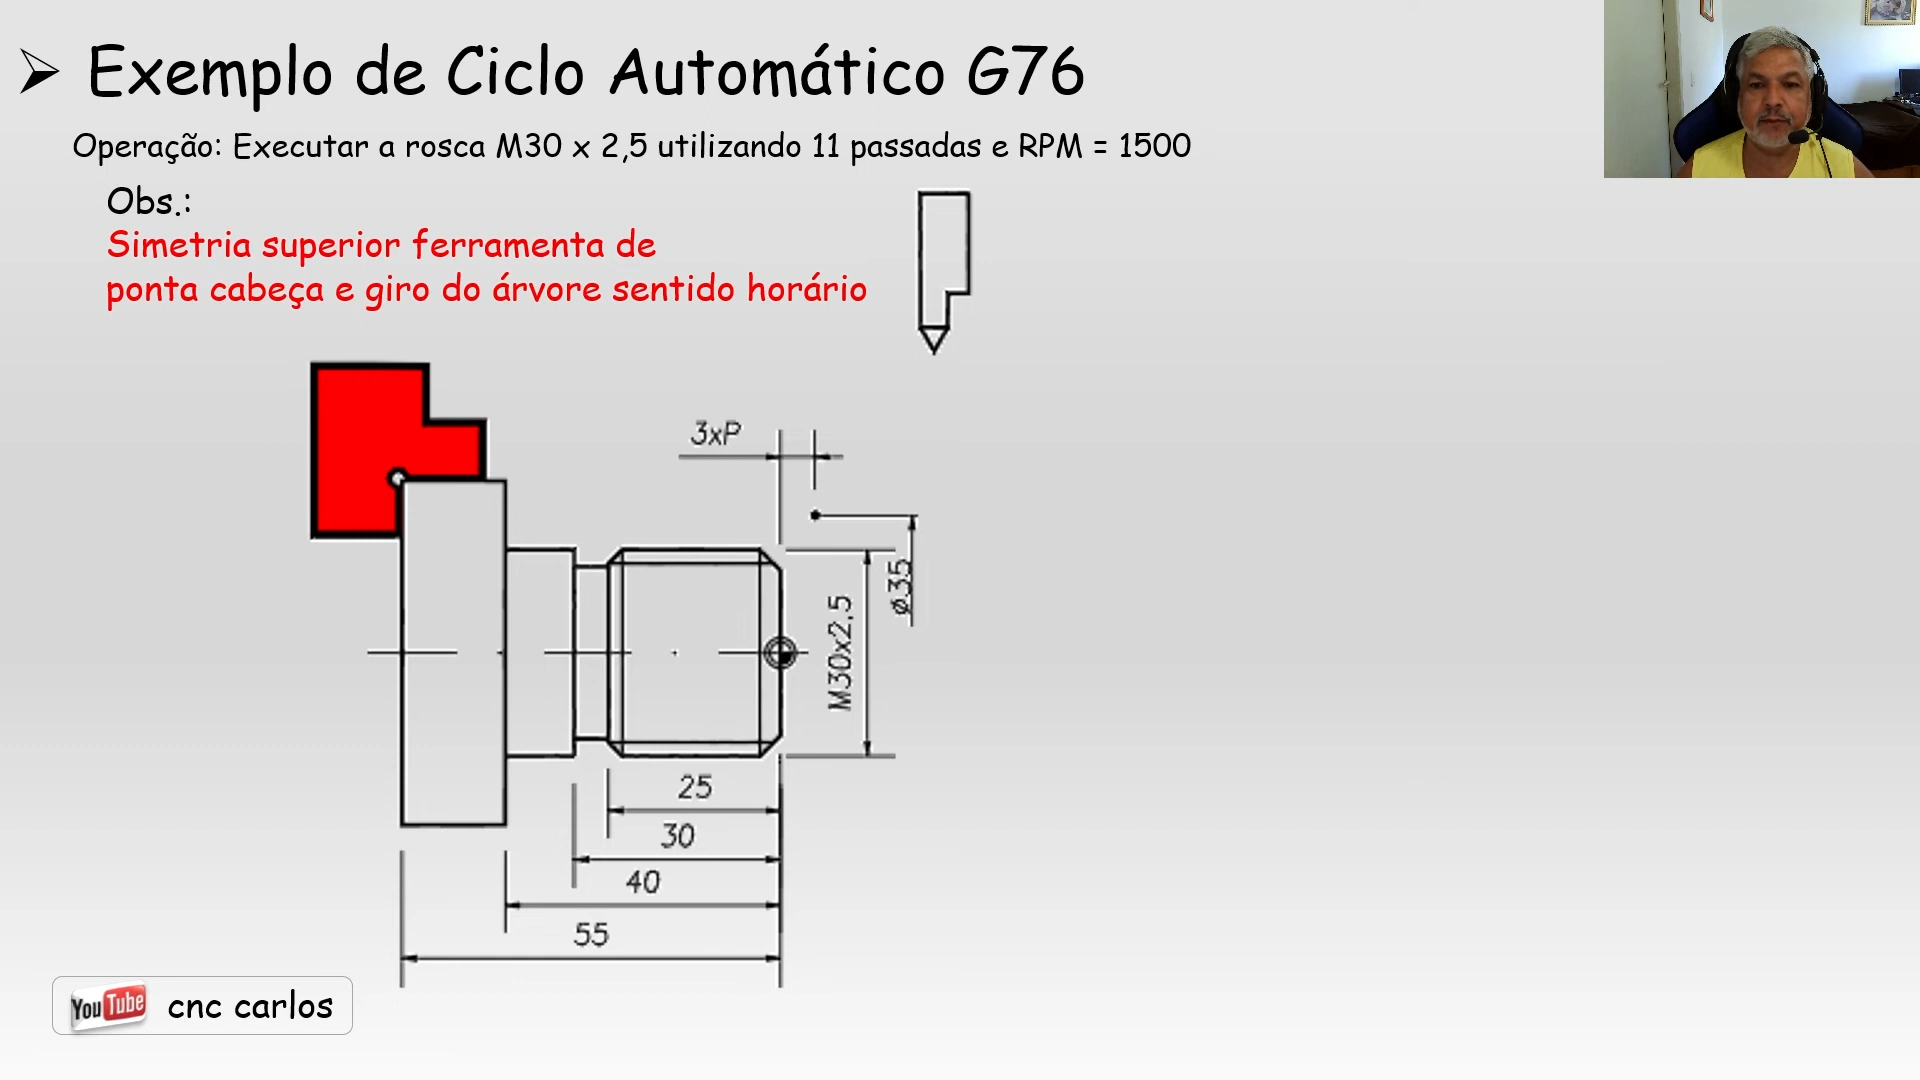 Exemplo de Ciclo Automático G76
Operação: Executar a rosca M30 x 2,5 utilizando 11 passadas e RPM = 1500
Obs.:
Simetria superior ferramenta de
ponta cabeça e giro do árvore sentido horário
3xP
ø35
M30x2,5
25
30
40
55
YouTube cnc carlos